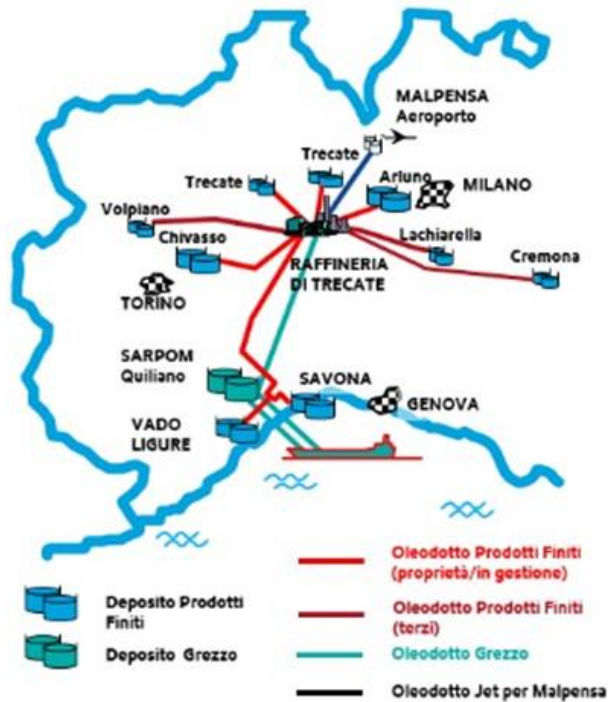 MALPENSA
Aeroporto
Trecate
Trecate
Arluno
MILANO
Volpiano
Chivasso
Lachiarella
Cremona
RAFFINERIA
DI TRECATE
TORINO
SARPOM
Quiliano
SAVONA
GENOVA
VADO
LIGURE
Oleodotto Prodotti Finiti
(proprietà/in gestione)
Deposito Prodotti
Finiti
Oleodotto Prodotti Finiti
(terzi)
Deposito Grezzo
Oleodotto Grezzo
Oleodotto Jet per Malpensa